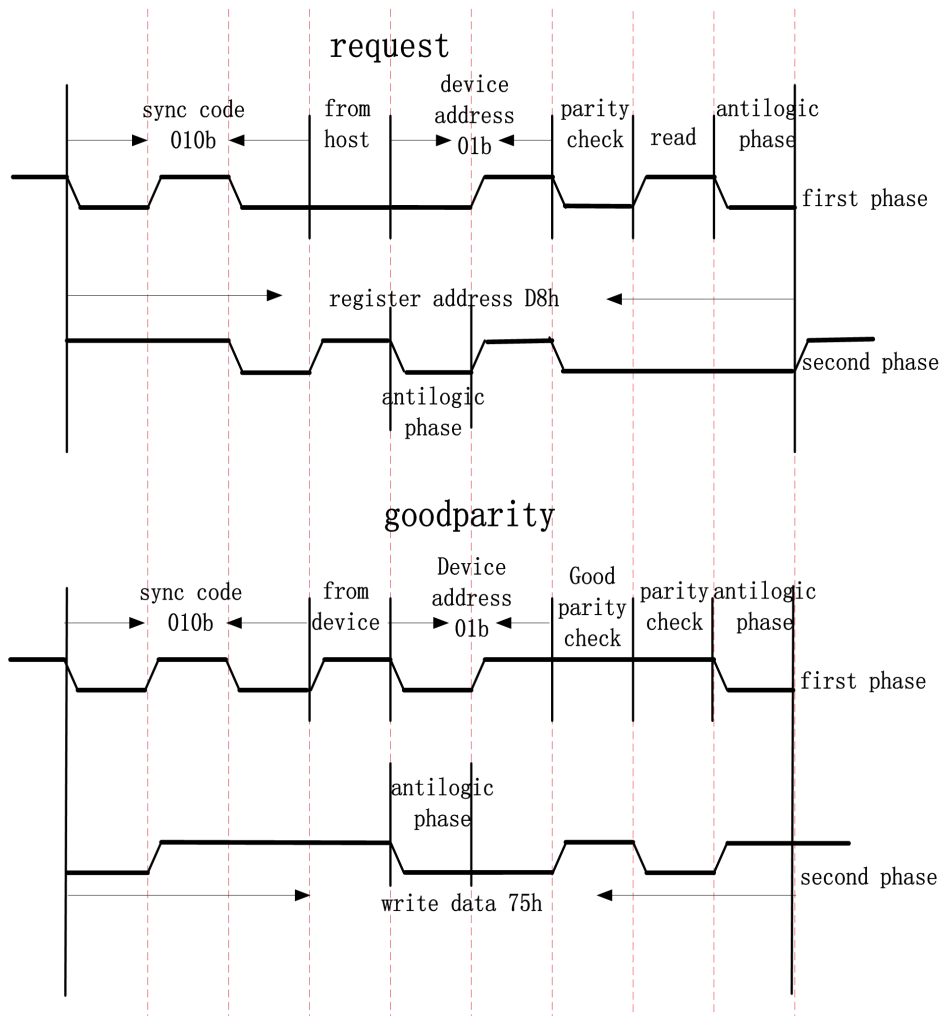 request
sync code
010b
from
host
device
address
01b
parity
check
read
antilogic
phase
first phase
register address D8h
antilogic
phase
second phase
goodparity
sync code
010b
from
device
Device
address
01b
Good
parity
check
parity
check
antilogic
phase
first phase
antilogic
phase
second phase
write data 75h